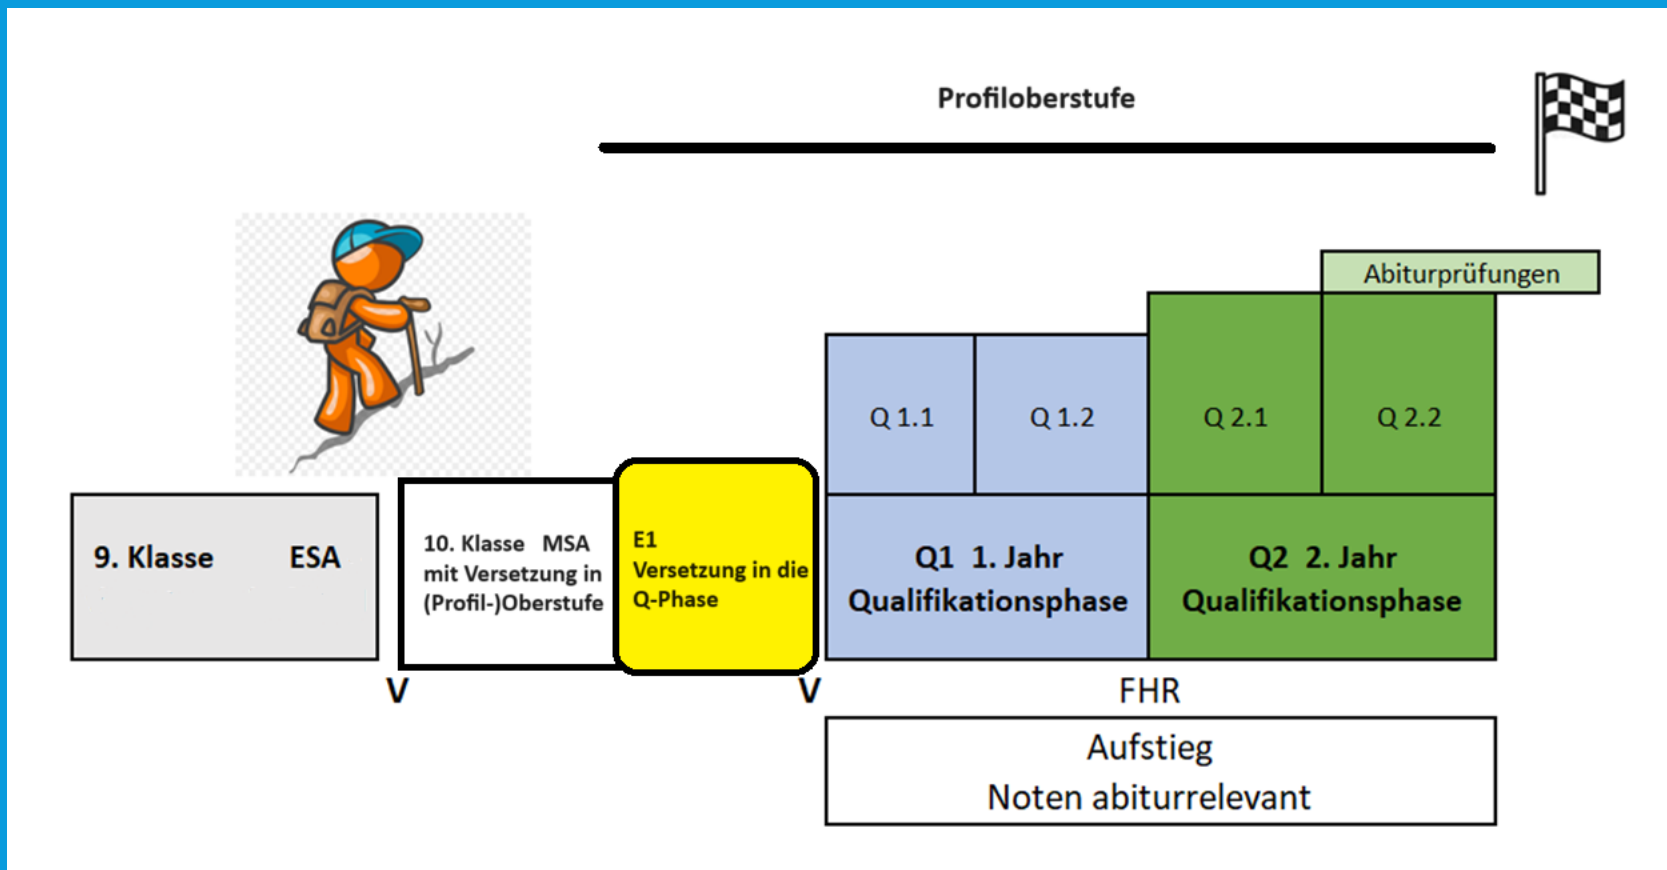 Profiloberstufe
Abiturprüfungen
Q 1.1
Q 1.2
Q 2.1
Q 2.2
9. Klasse ESA
10. Klasse MSA
mit Versetzung in
(Profil-)Oberstufe
E1
Versetzung in die
Q-Phase
Q1 1. Jahr
Qualifikationsphase
Q2 2. Jahr
Qualifikationsphase
V
V
FHR
Aufstieg
Noten abiturrelevant